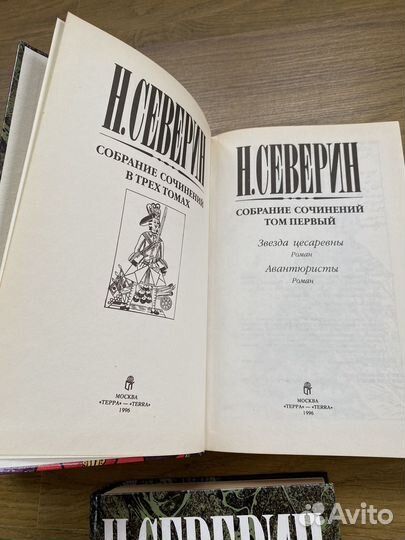 Н.СЕВЕРИН
СОБРАНИЕ СОЧИНЕНИЙ
В ТРЕХ ТОМАХ
МОСКВА
«ТЕРРА» — «TERRA»
1996
Н.СЕВЕРИН
СОБРАНИЕ СОЧИНЕНИЙ
ТОМ ПЕРВЫЙ
Звезда цесаревны
Роман
Авантюристы
Роман
МОСКВА
«ТЕРРА» — «TERRA»
1996
Н.СЕВЕРИН
Avito